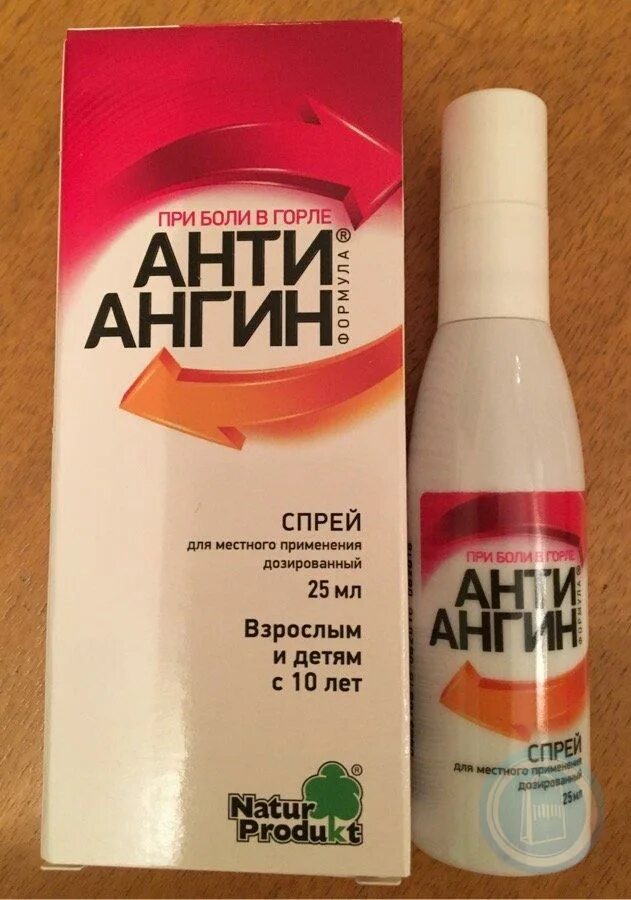 ПРИ БОЛИ В ГОРЛЕ
АНТИ
АНГИН®
ФОРМУЛА
СПРЕЙ
для местного применения
дозированный
25 мл
Взрослым
и детям
с 10 лет
Natur®
Produkt
ПРИ БОЛИ В ГОРЛЕ
АНТИ
АНГИН®
ФОРМУЛА
СПРЕЙ
для местного применения
дозированный
25 мл